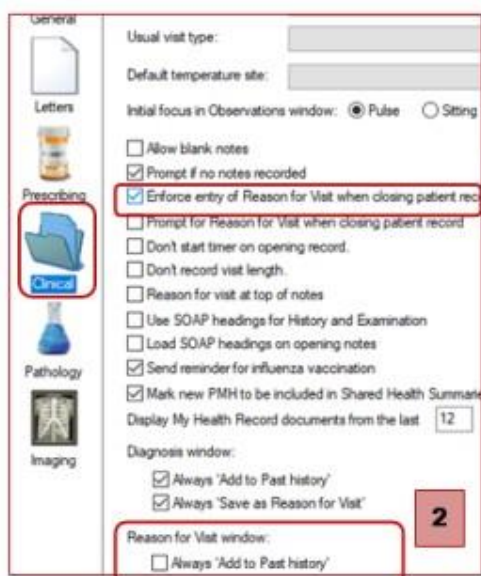 General
Letters
Prescribing
Clinical
Pathology
Imaging
Usual visit type:
Default temperature site:
Initial focus in Observations window: Pulse Sitting
Allow blank notes
Prompt if no notes recorded
Enforce entry of Reason for Visit when closing patient rec
Prompt for Reason for Visit when closing patient record
Don't start timer on opening record.
Don't record visit length.
Reason for visit at top of notes
Use SOAP headings for History and Examination
Load SOAP headings on opening notes
Send reminder for influenza vaccination
Mark new PMH to be included in Shared Health Summarie
Display My Health Record documents from the last 12
Diagnosis window:
Always 'Add to Past history'
Always 'Save as Reason for Visit'
2
Reason for Visit window:
Always 'Add to Past history'